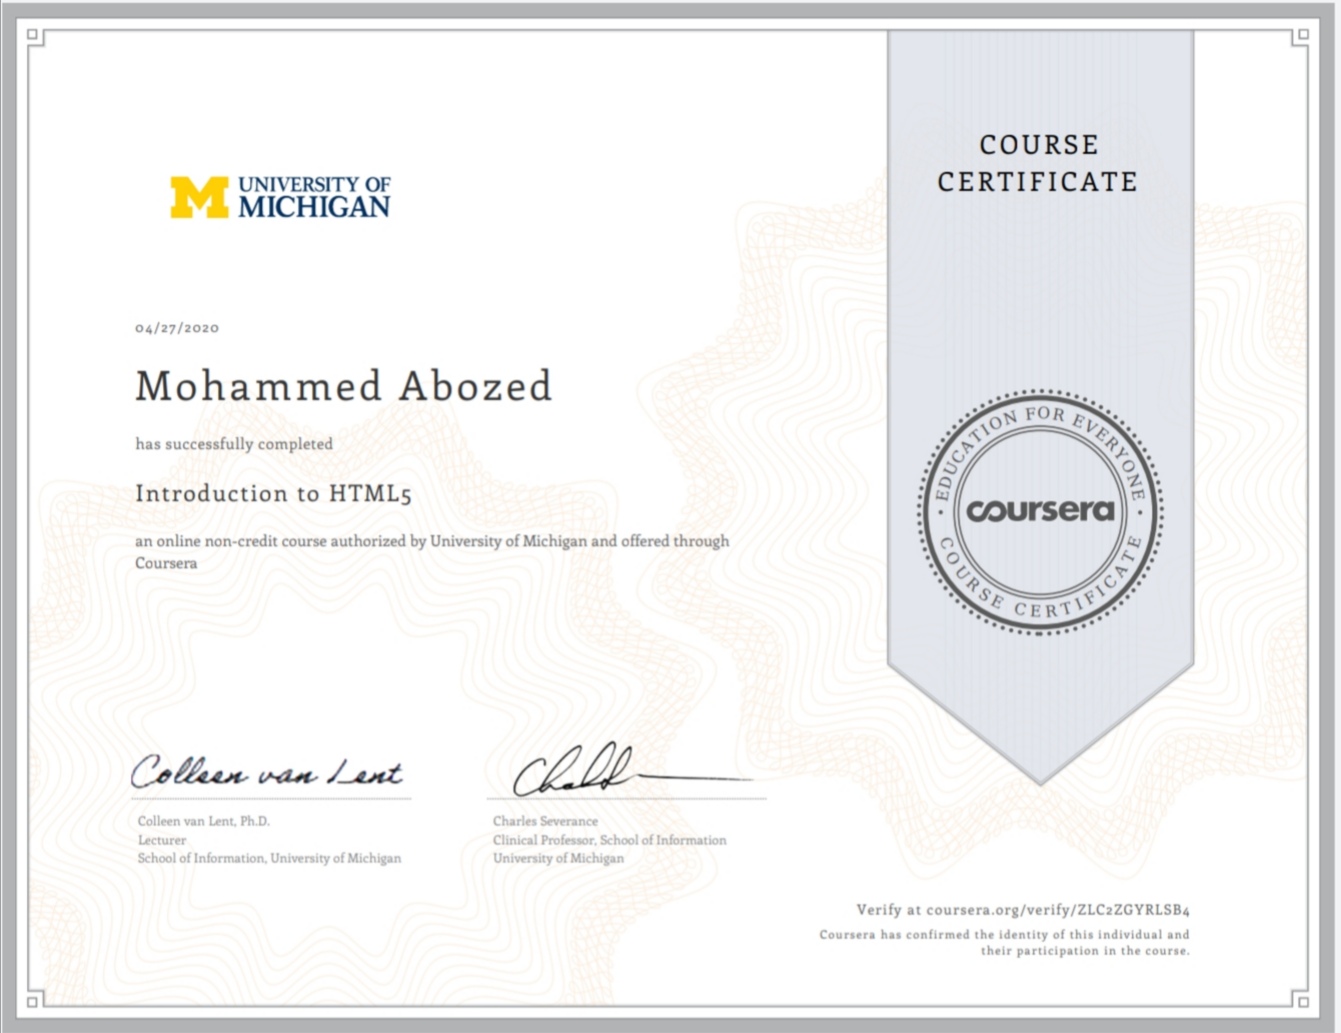 UNIVERSITY OF
MICHIGAN
COURSE
CERTIFICATE
04/27/2020
Mohammed Abozed
has successfully completed
Introduction to HTML5
an online non-credit course authorized by University of Michigan and offered through
Coursera
EDUCATION FOR EVERYONE
coursera
COURSE CERTIFICATE
Colleen van Lent
Colleen van Lent, Ph.D.
Lecturer
School of Information, University of Michigan
Charles Severance
Clinical Professor, School of Information
University of Michigan
Verify at coursera.org/verify/ZLC2ZGYRLSB4
Coursera has confirmed the identity of this individual and
their participation in the course.